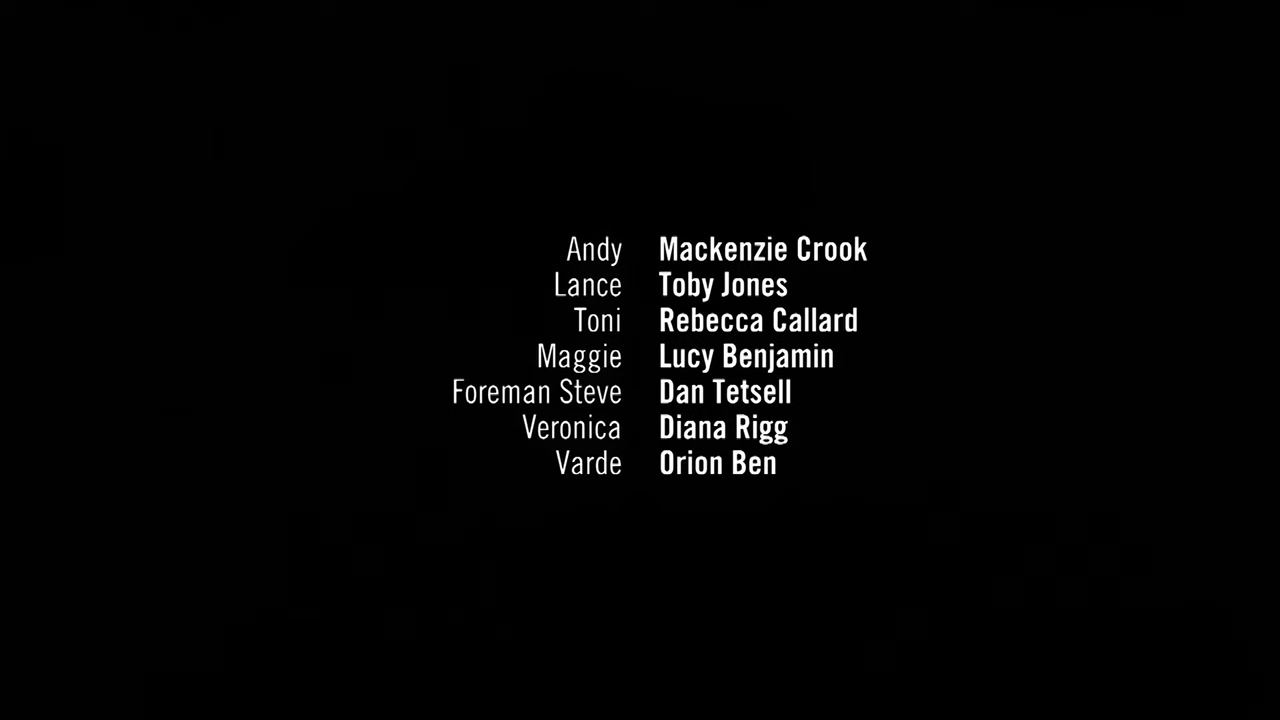 Andy Mackenzie Crook
Lance Toby Jones
Toni Rebecca Callard
Maggie Lucy Benjamin
Foreman Steve Dan Tetsell
Veronica Diana Rigg
Varde Orion Ben